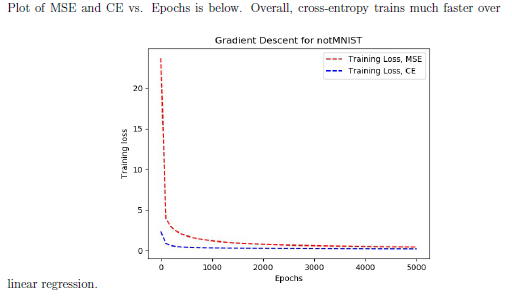 Plot of MSE and CE vs. Epochs is below. Overall, cross-entropy trains much faster over
Gradient Descent for notMNIST
Training Loss, MSE
Training Loss, CE
20
15
10
5
0
Training loss
0 1000 2000 3000 4000 5000
Epochs
linear regression.